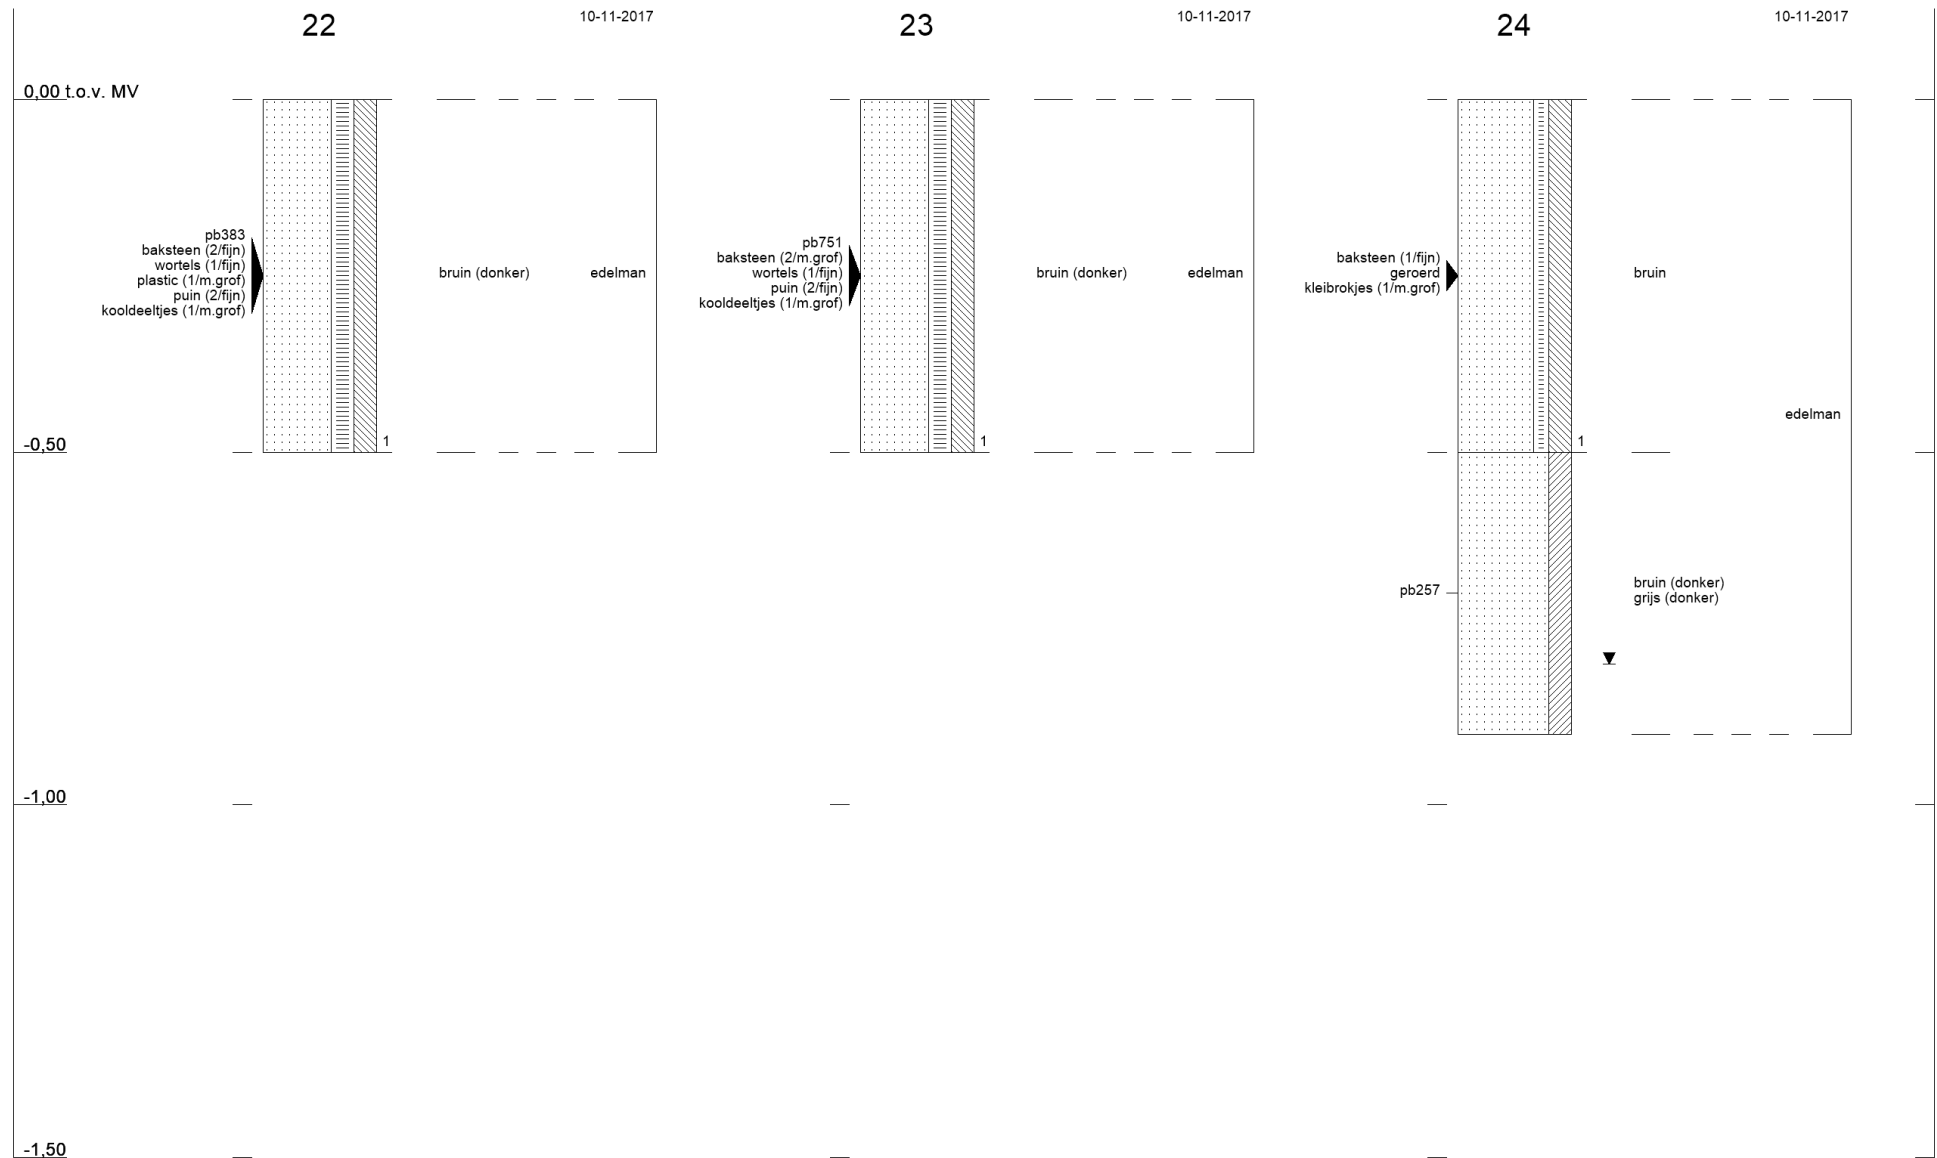 22
10-11-2017
23
10-11-2017
24
10-11-2017
0,00 t.o.v. MV
pb383
baksteen (2/fijn)
wortels (1/fijn)
plastic (1/m.grof)
puin (2/fijn)
kooldeeltjes (1/m.grof)
bruin (donker)
edelman
1
pb751
baksteen (2/m.grof)
wortels (1/fijn)
puin (2/fijn)
kooldeeltjes (1/m.grof)
bruin (donker)
edelman
1
baksteen (1/fijn)
geroerd
kleibrokjes (1/m.grof)
bruin
edelman
1
-0,50
pb257
bruin (donker)
grijs (donker)
-1,00
-1,50